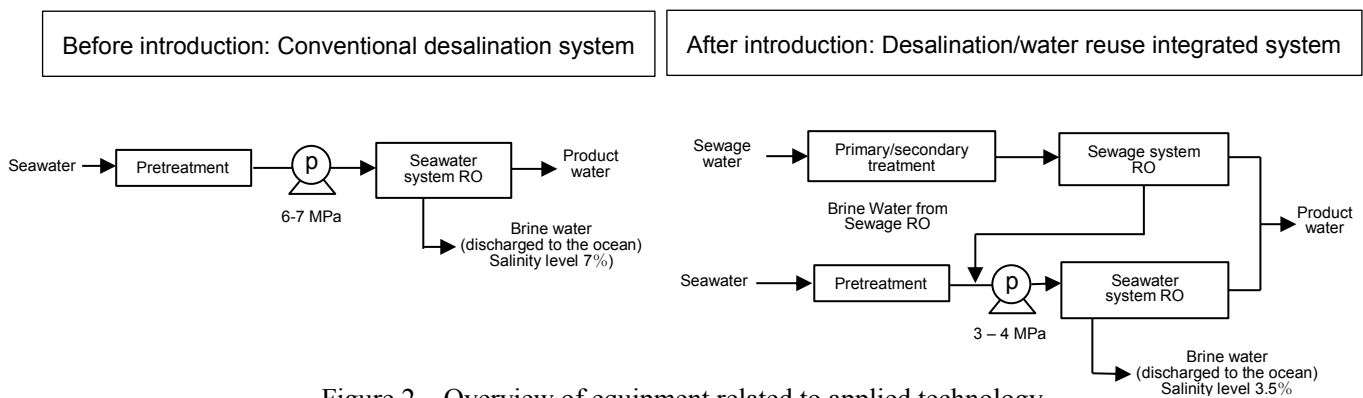 Before introduction: Conventional desalination system
After introduction: Desalination/water reuse integrated system
Seawater
Pretreatment
p
6-7 MPa
Seawater
system RO
Product
water
Brine water
(discharged to the ocean)
Salinity level 7%)
Sewage
water
Primary/secondary
treatment
Sewage system
RO
Brine Water from
Sewage RO
Product
water
Seawater
Pretreatment
p
3 – 4 MPa
Seawater
system RO
Brine water
(discharged to the ocean)
Salinity level 3.5%
Figure 2 Overview of equipment related to applied technology